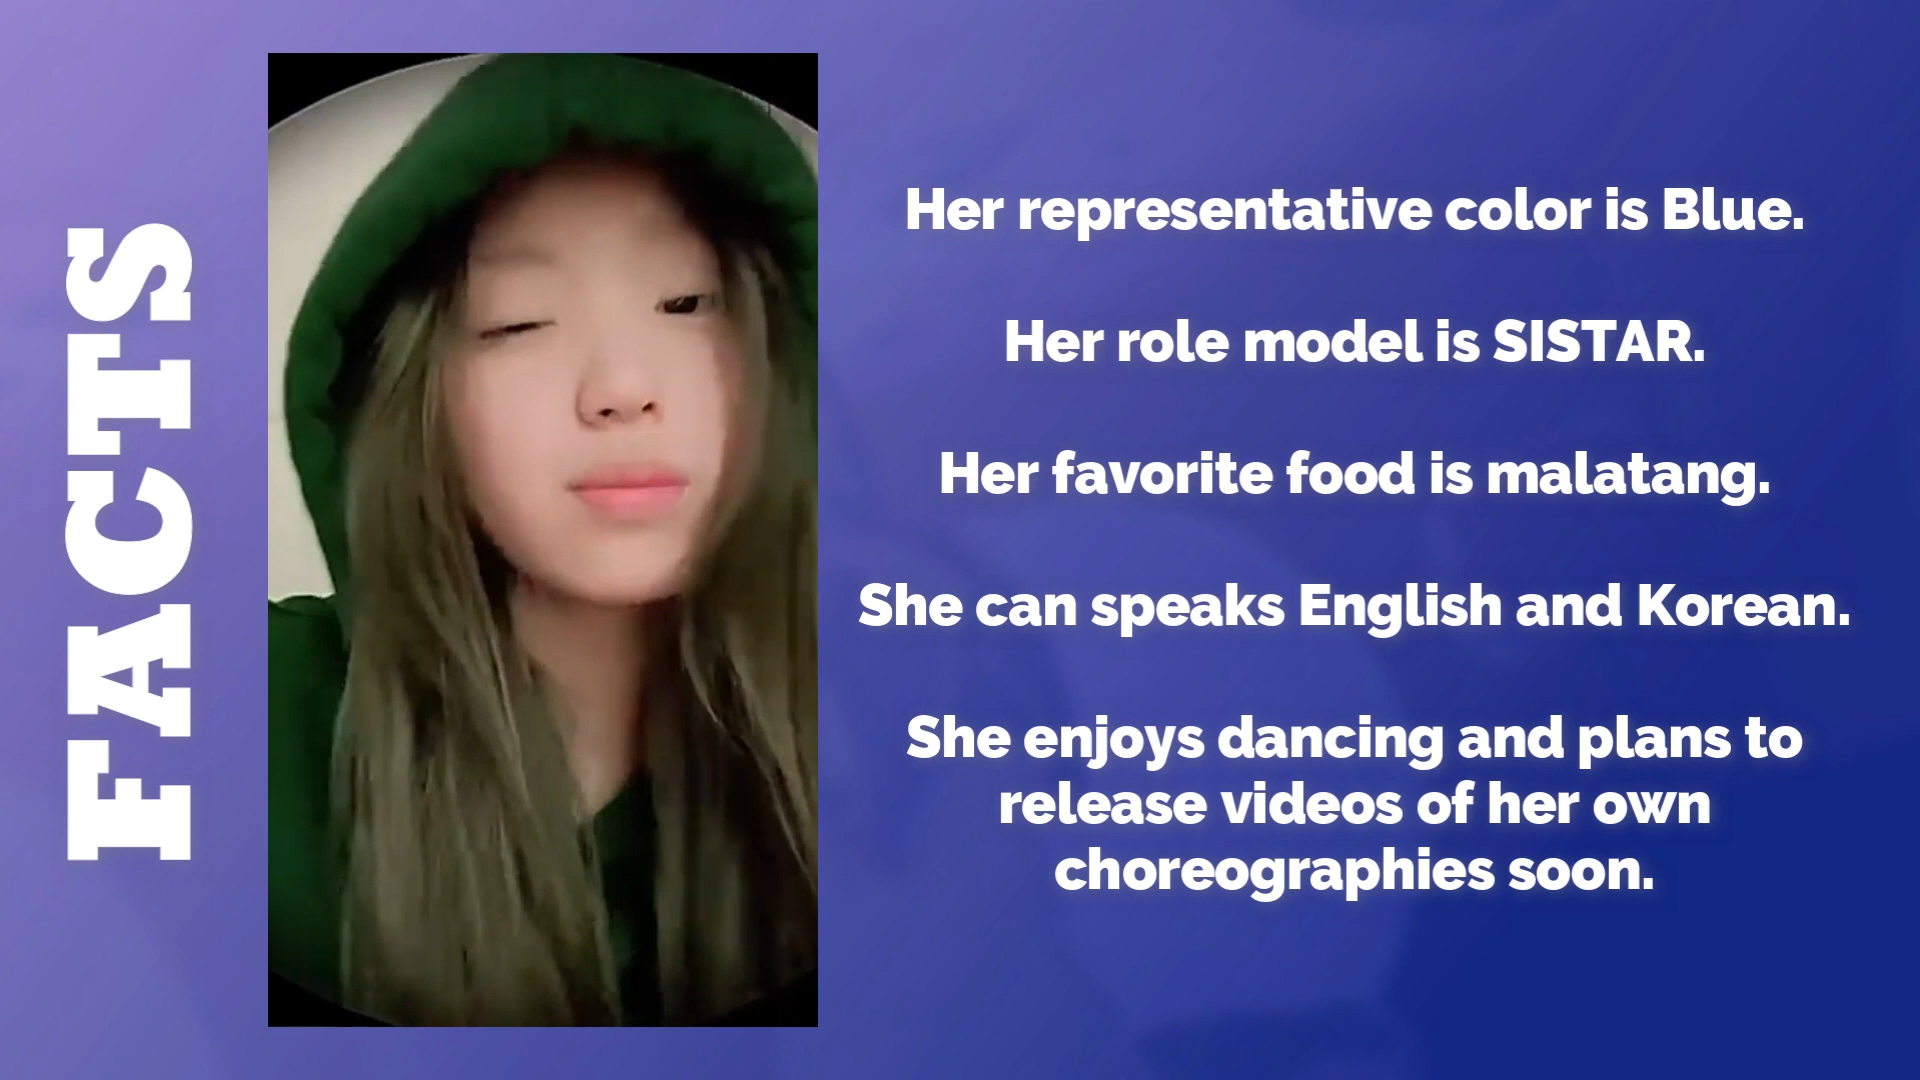 FACTS
Her representative color is Blue.
Her role model is SISTAR.
Her favorite food is malatang.
She can speaks English and Korean.
She enjoys dancing and plans to
release videos of her own
choreographies soon.